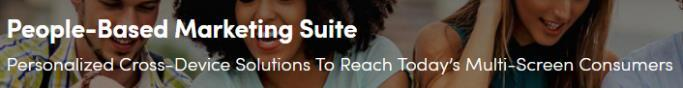 People-Based Marketing Suite
Personalized Cross-Device Solutions To Reach Today's Multi-Screen Consumers